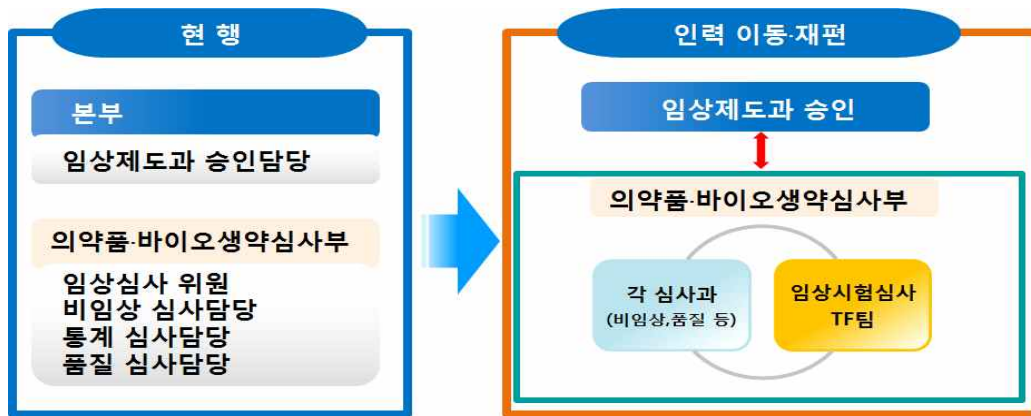 현 행
본부
임상제도과 승인담당
의약품·바이오생약심사부
임상심사 위원
비임상 심사담당
통계 심사담당
품질 심사담당
인력 이동·재편
임상제도과 승인
의약품·바이오생약심사부
각 심사과
(비임상,품질 등)
임상시험심사
TF팀